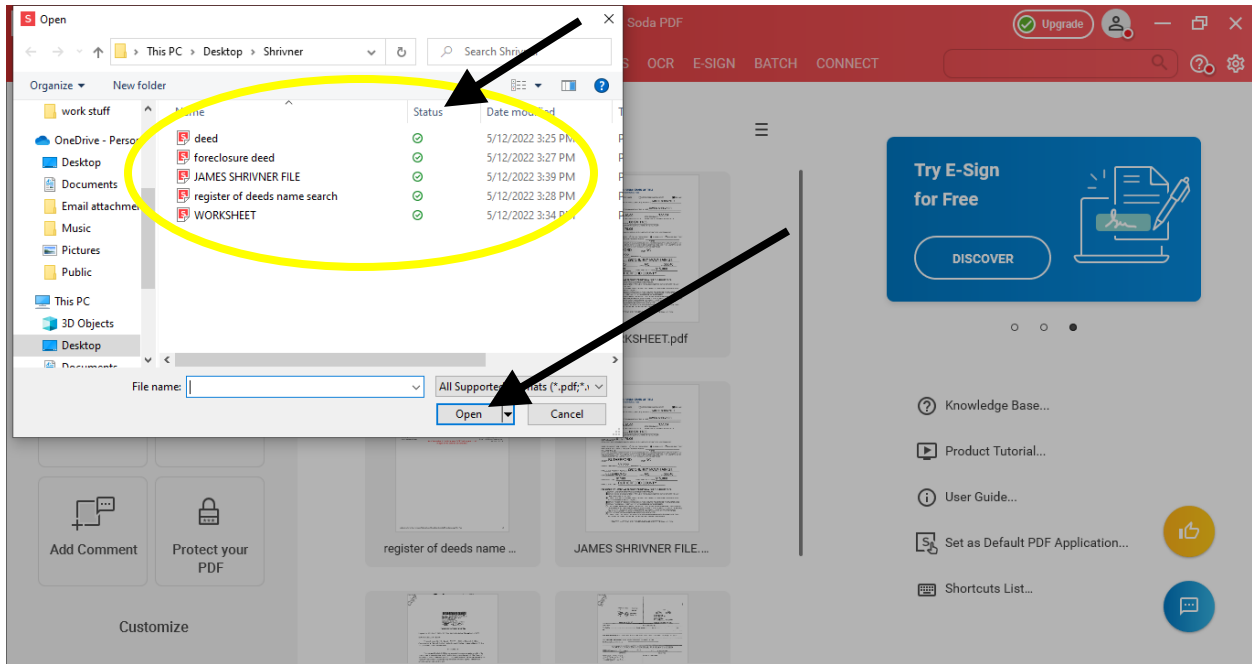 S Open
Soda PDF
Upgrade
This PC > Desktop > Shrivner
Search Shriv
S OCR E-SIGN BATCH CONNECT
Organize New folder
work stuff
Name Status Date modified
OneDrive - Person
Desktop
Documents
Email attachmen
Music
Pictures
Public
This PC
3D Objects
Desktop
Documents
deed 5/12/2022 3:25 PM
foreclosure deed 5/12/2022 3:27 PM
JAMES SHRIVNER FILE 5/12/2022 3:39 PM
register of deeds name search 5/12/2022 3:28 PM
WORKSHEET 5/12/2022 3:34 PM
File name: All Supported mats (*.pdf;*.
Open Cancel
Try E-Sign
for Free
DISCOVER
KSHEET.pdf
Knowledge Base...
Product Tutorial...
User Guide...
Set as Default PDF Application...
Shortcuts List...
Add Comment
Protect your
PDF
register of deeds name ...
JAMES SHRIVNER FILE....
Customize